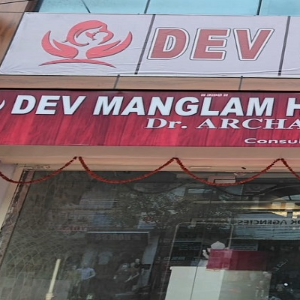 DEV
DEV MANGLAM H
Dr. ARCHA
Consu